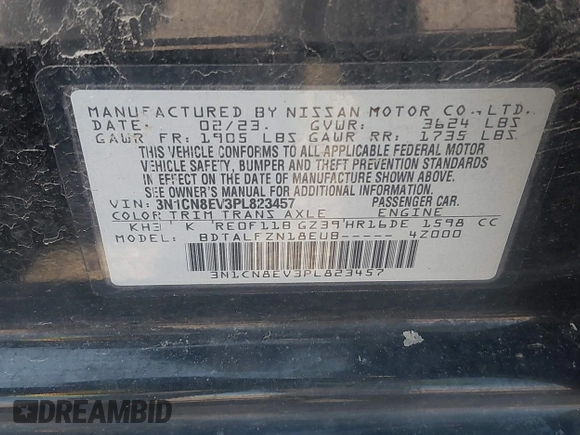 MANUFACTURED BY NISSAN MOTOR CO., LTD.
DATE: 02/23. GVWR: 3624 LBS
GAWR FR: 1905 LBS GAWR RR: 1735 LBS
THIS VEHICLE CONFORMS TO ALL APPLICABLE FEDERAL MOTOR
VEHICLE SAFETY, BUMPER AND THEFT PREVENTION STANDARDS
IN EFFECT ON THE DATE OF MANUFACTURE SHOWN ABOVE.
SEE OWNER'S MANUAL FOR ADDITIONAL INFORMATION.
VIN: 3N1CN8EV3PL823457 PASSENGER CAR.
COLOR TRIM TRANS AXLE ENGINE
KH3 K RE0F11B GZ39 HR16DE 1598 CC
MODEL: BDTALFZN18EUB----- 4Z000
3N1CN8EV3PL823457
DREAMBID